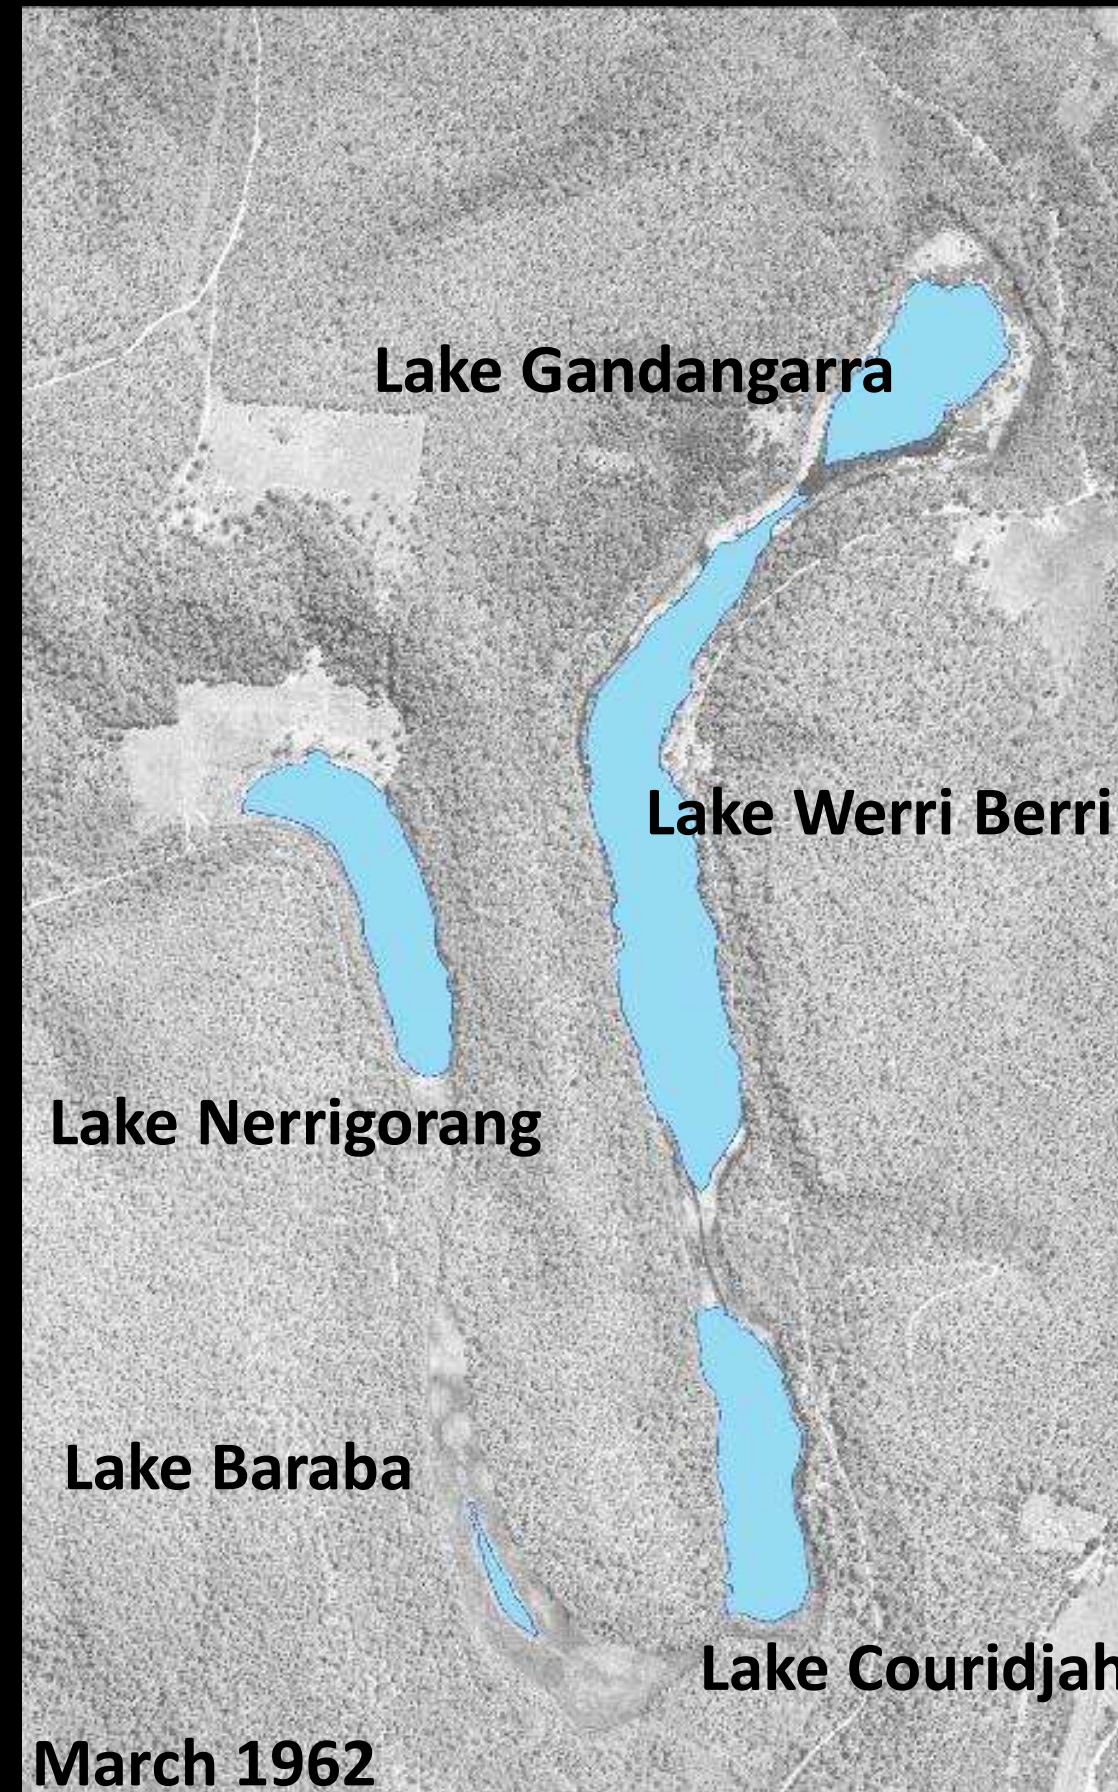 Lake Gandangarra
Lake Werri Berri
Lake Nerrigorang
Lake Baraba
Lake Couridjah
March 1962